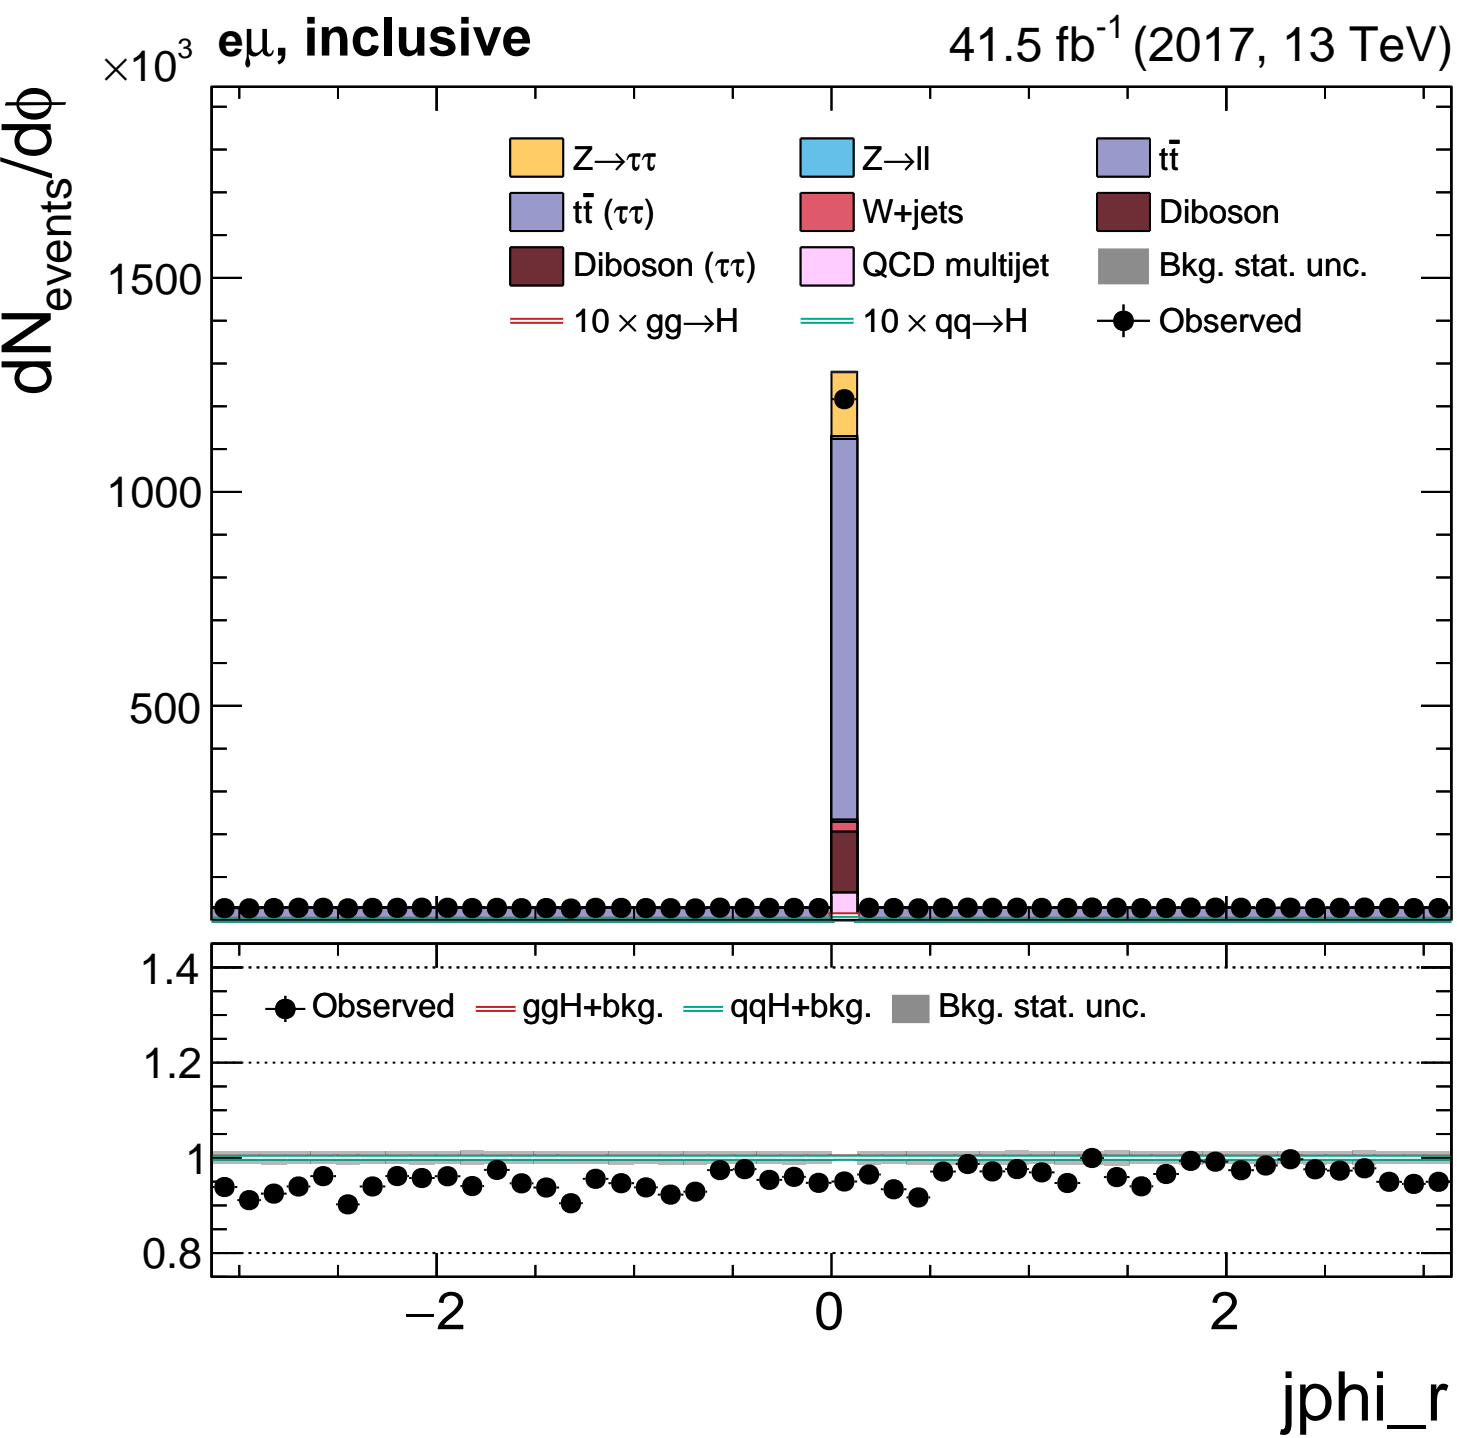 ×10³ eμ, inclusive 41.5 fb⁻¹ (2017, 13 TeV)
dN_events/dϕ
Z→ττ Z→ll tt̄
tt̄ (ττ) W+jets Diboson
Diboson (ττ) QCD multijet Bkg. stat. unc.
10 × gg→H 10 × qq→H Observed
1500
1000
500
1.4
Observed ggH+bkg. qqH+bkg. Bkg. stat. unc.
1.2
1
0.8
−2 0 2
jphi_r